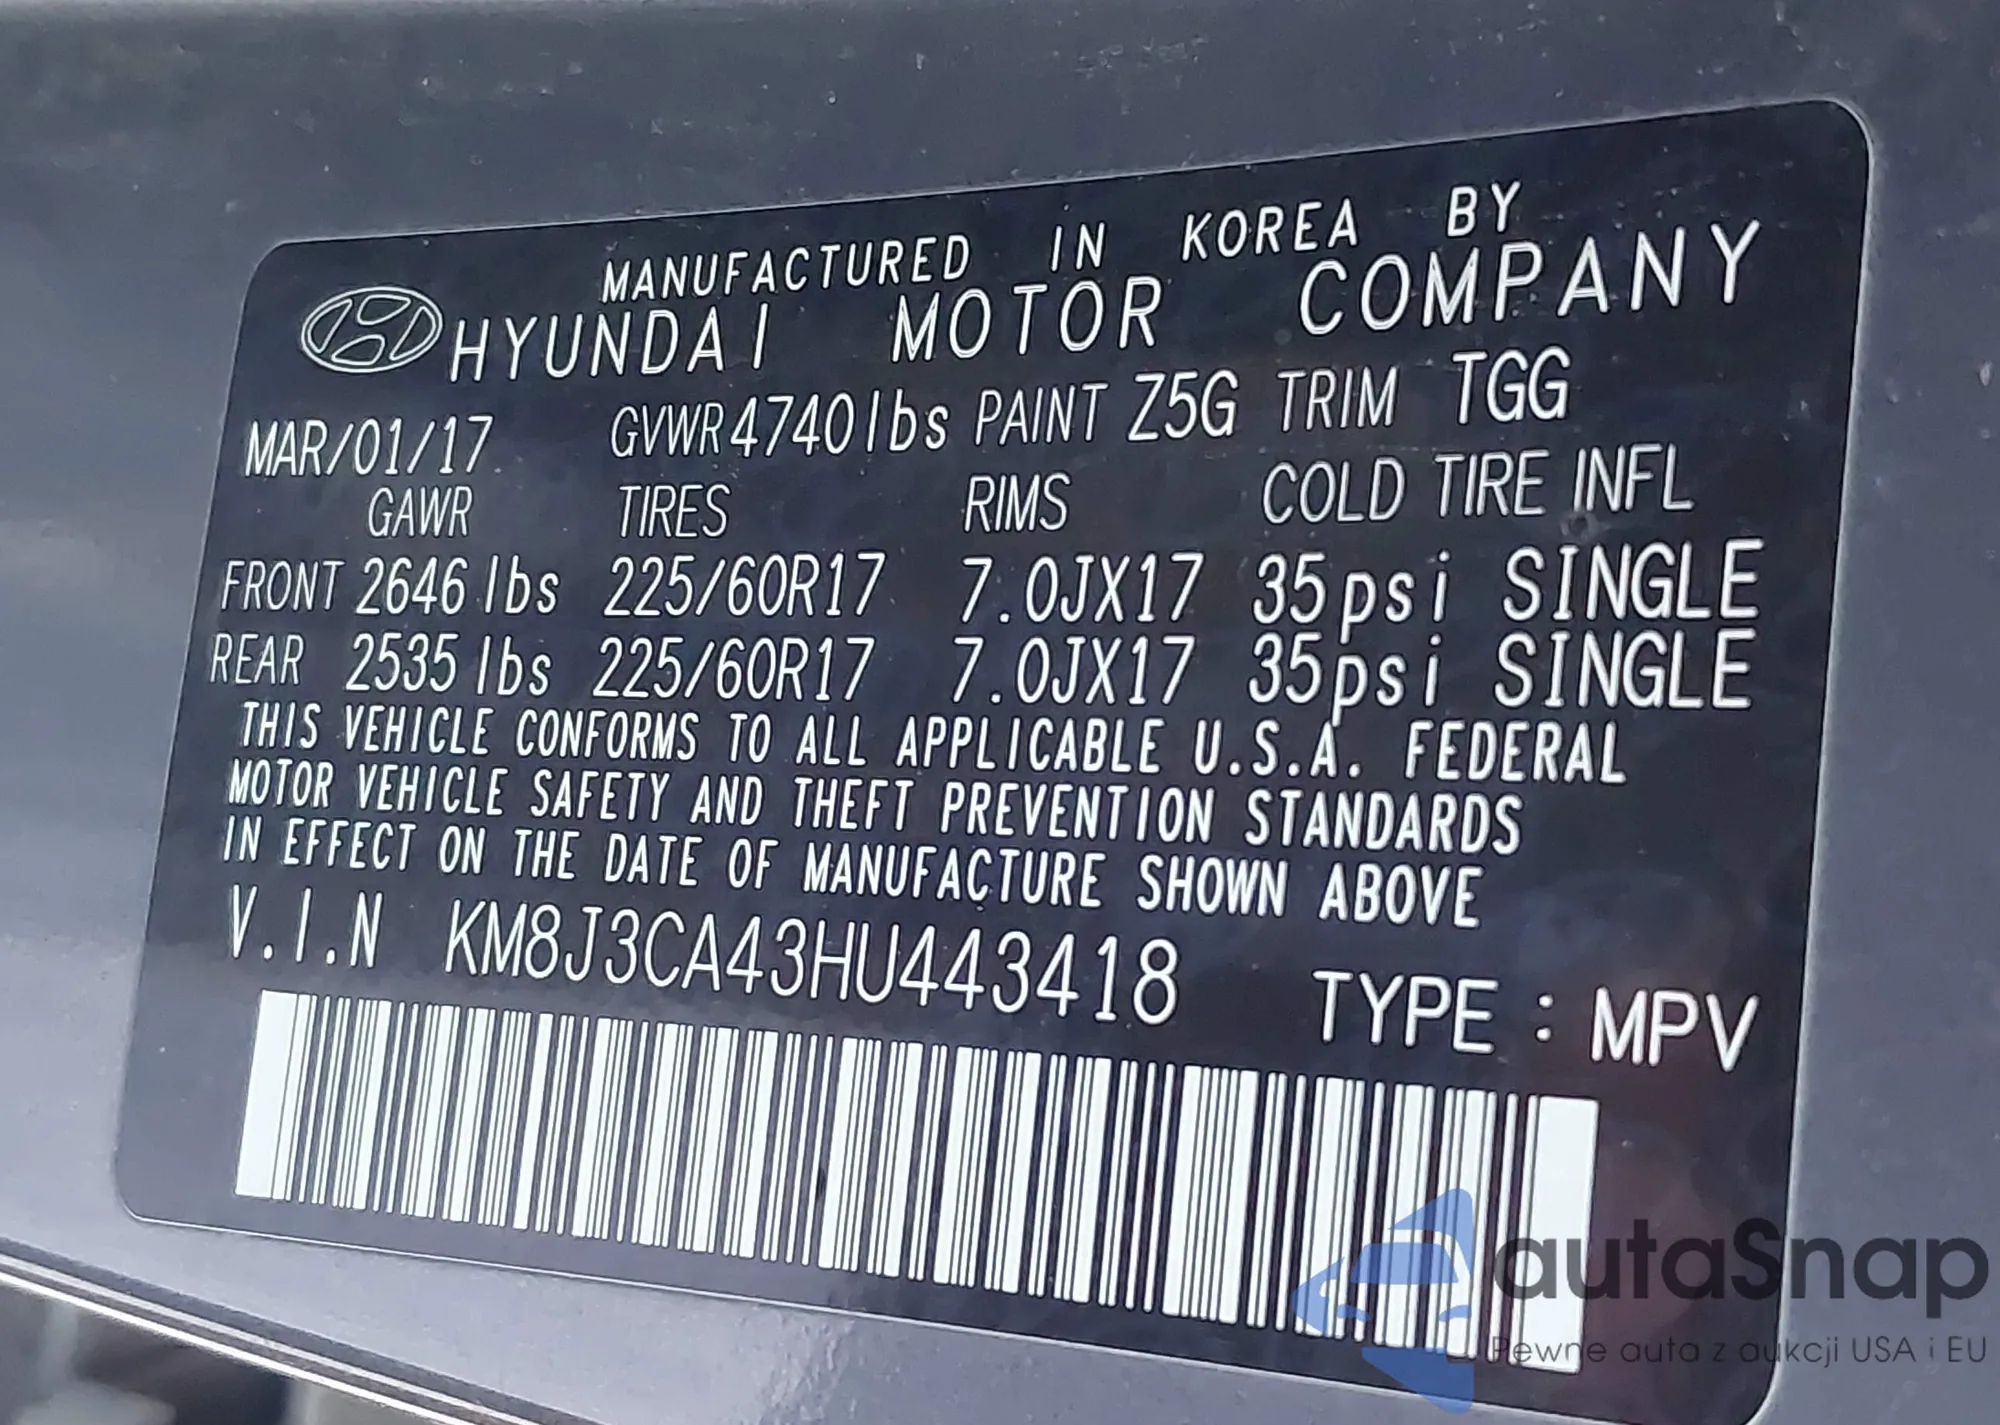 MANUFACTURED IN KOREA BY
HYUNDAI MOTOR COMPANY
MAR/01/17 GVWR 4740lbs PAINT Z5G TRIM TGG
GAWR TIRES RIMS COLD TIRE INFL
FRONT 2646 lbs 225/60R17 7.0JX17 35psi SINGLE
REAR 2535 lbs 225/60R17 7.0JX17 35psi SINGLE
THIS VEHICLE CONFORMS TO ALL APPLICABLE U.S.A. FEDERAL
MOTOR VEHICLE SAFETY AND THEFT PREVENTION STANDARDS
IN EFFECT ON THE DATE OF MANUFACTURE SHOWN ABOVE
V.I.N KM8J3CA43HU443418 TYPE : MPV
autaSnap
Pewne auta z aukcji USA i EU